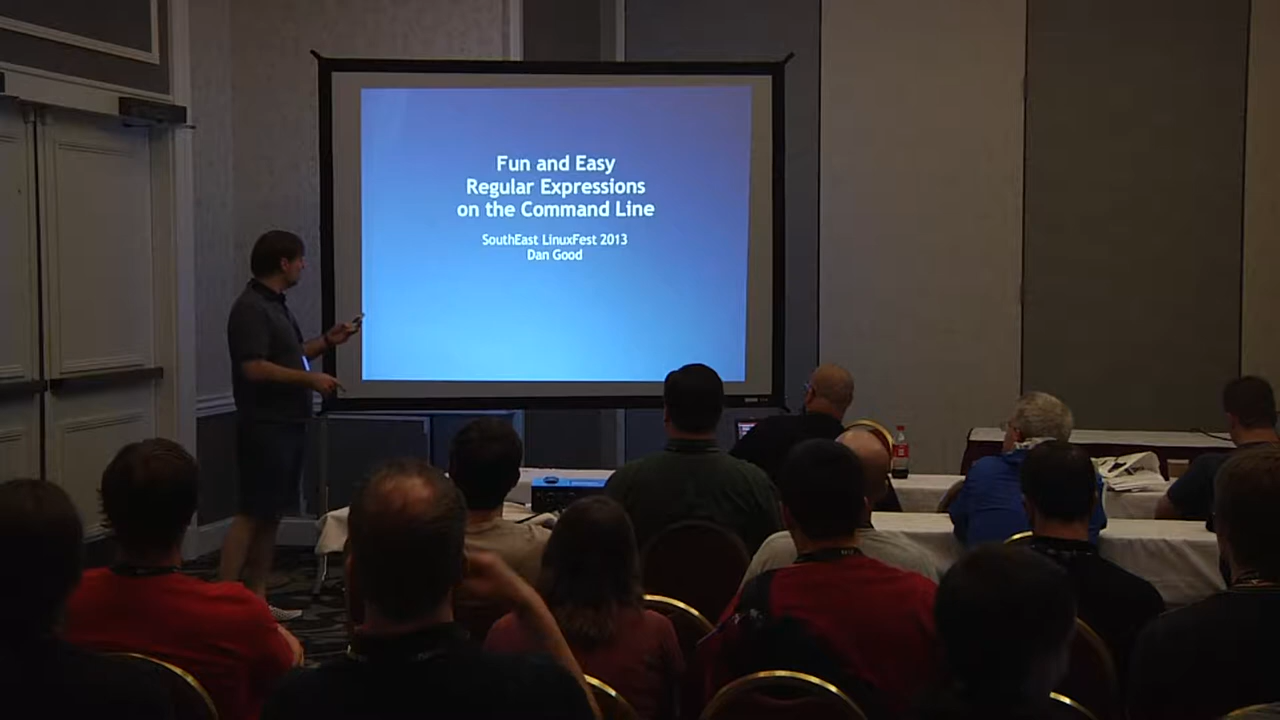 Fun and Easy
Regular Expressions
on the Command Line
SouthEast LinuxFest 2013
Dan Good